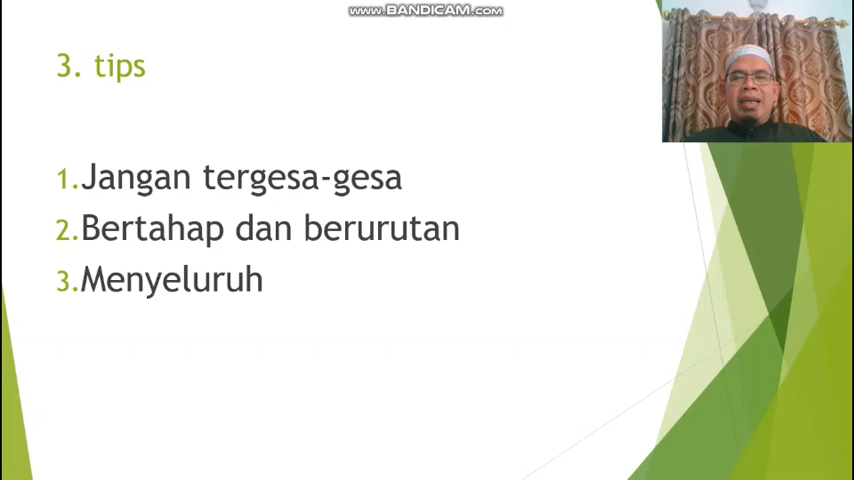 www.BANDICAM.com
3. tips
1.Jangan tergesa-gesa
2.Bertahap dan berurutan
3.Menyeluruh